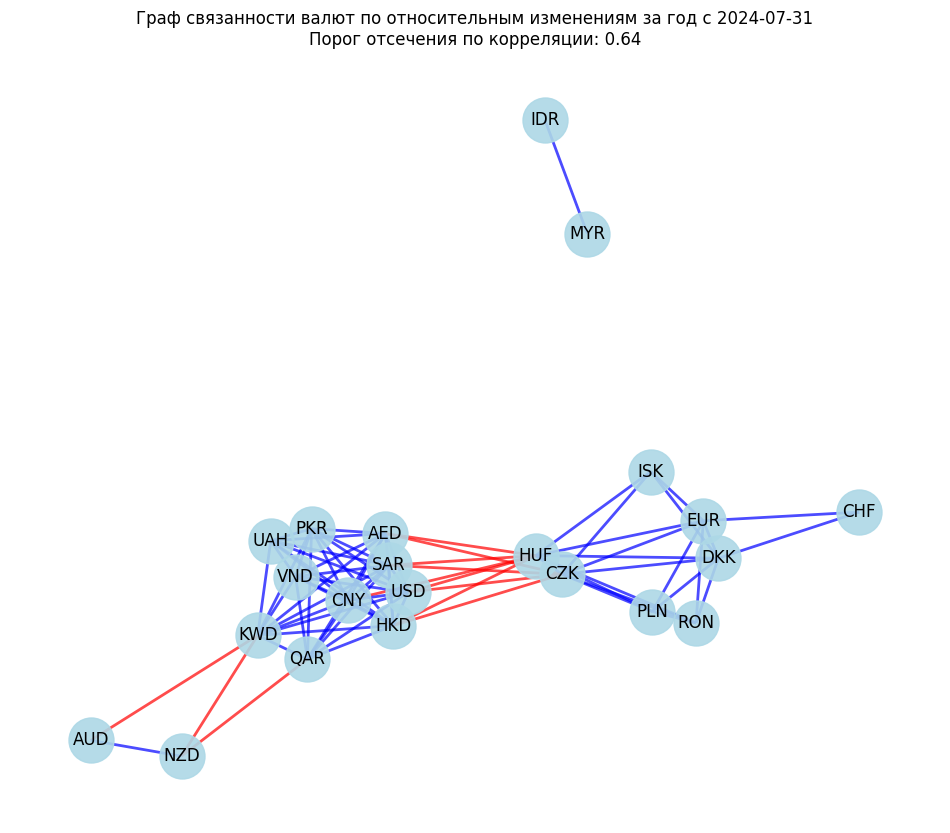 Граф связанности валют по относительным изменениям за год с 2024-07-31
Порог отсечения по корреляции: 0.64
IDR
MYR
ISK
CHF
EUR
PKR
AED
UAH
HUF
DKK
SAR
CZK
VND
USD
CNY
PLN
RON
HKD
KWD
QAR
AUD
NZD